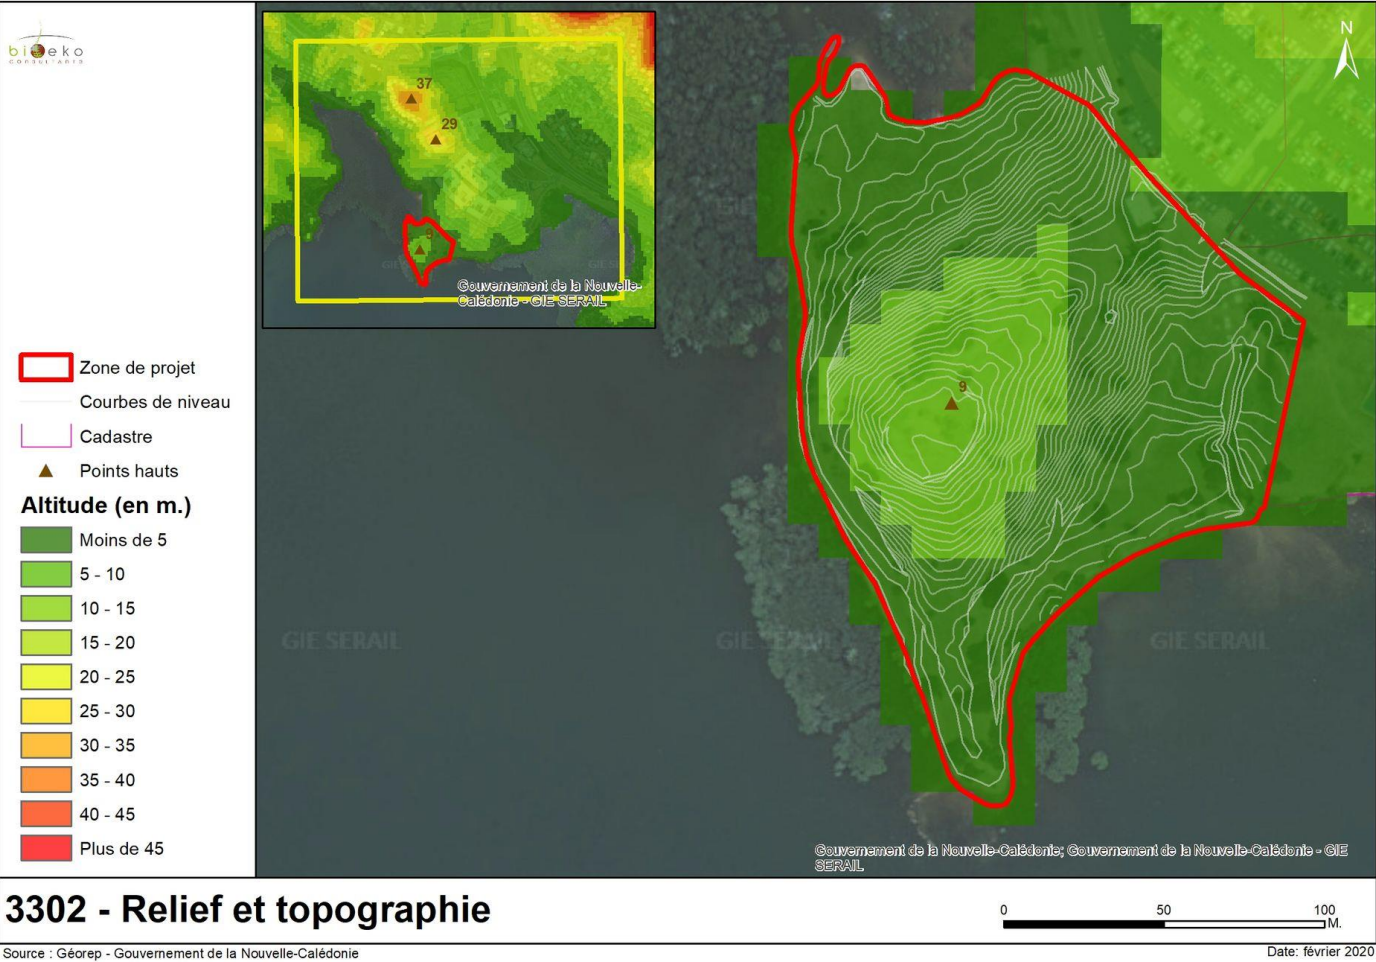 bioeko
CONSULTANTS
37
29
9
GIE SERAIL
Gouvernement de la Nouvelle-
Calédonie - GIE SERAIL
N
9
Zone de projet
Courbes de niveau
Cadastre
Points hauts
Altitude (en m.)
Moins de 5
5 - 10
10 - 15
15 - 20
20 - 25
25 - 30
30 - 35
35 - 40
40 - 45
Plus de 45
GIE SERAIL
GIE SERAIL
GIE SERAIL
Gouvernement de la Nouvelle-Calédonie; Gouvernement de la Nouvelle-Calédonie - GIE
SERAIL
3302 - Relief et topographie
0 50 100
M.
Source : Géorep - Gouvernement de la Nouvelle-Calédonie
Date: février 2020